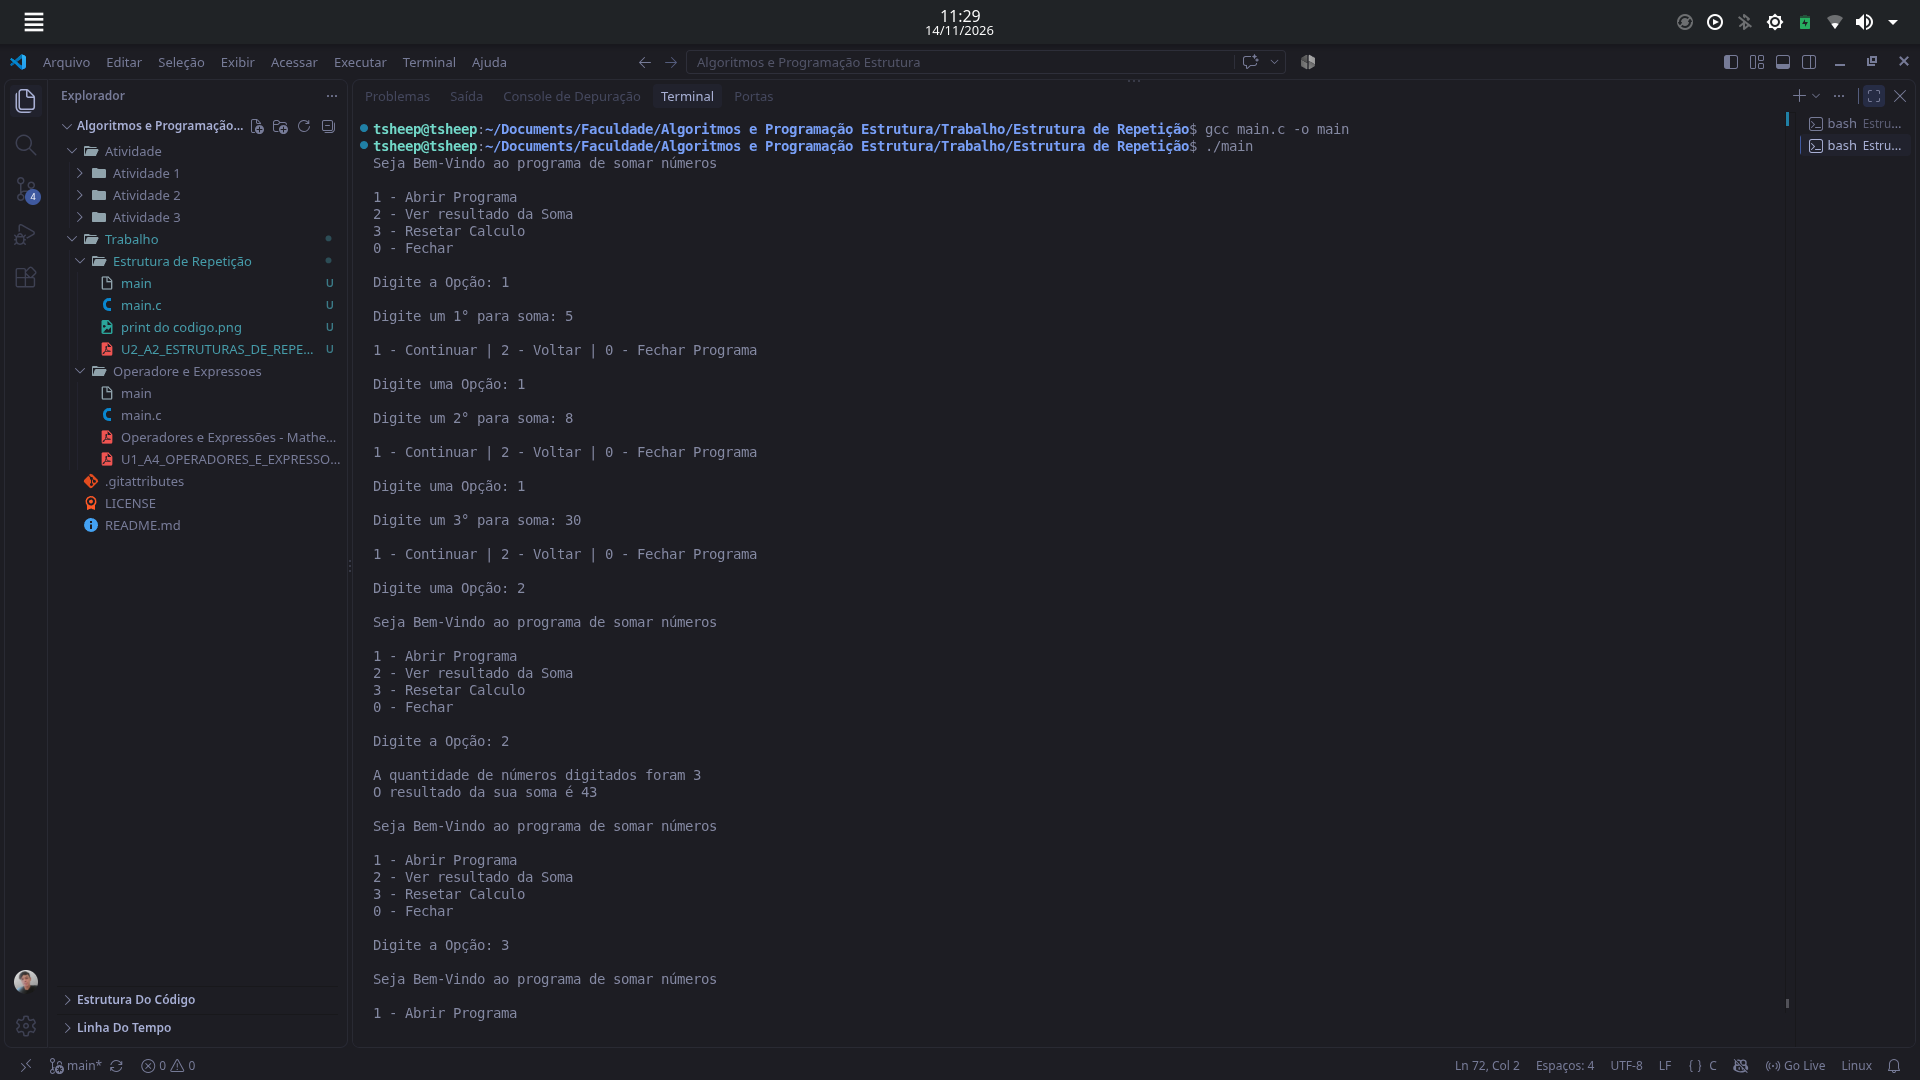 11:29
14/11/2026
Arquivo Editar Seleção Exibir Acessar Executar Terminal Ajuda
Algoritmos e Programação Estrutura
Explorador
Algoritmos e Programação...
Atividade
Atividade 1
Atividade 2
Atividade 3
Trabalho
Estrutura de Repetição
main U
main.c U
print do codigo.png U
U2_A2_ESTRUTURAS_DE_REPE... U
Operadore e Expressoes
main
main.c
Operadores e Expressões - Mathe...
U1_A4_OPERADORES_E_EXPRESSO...
.gitattributes
LICENSE
README.md
4
Estrutura Do Código
Linha Do Tempo
Problemas Saída Console de Depuração Terminal Portas
tsheep@tsheep:~/Documents/Faculdade/Algoritmos e Programação Estrutura/Trabalho/Estrutura de Repetição$ gcc main.c -o main
tsheep@tsheep:~/Documents/Faculdade/Algoritmos e Programação Estrutura/Trabalho/Estrutura de Repetição$ ./main
Seja Bem-Vindo ao programa de somar números
1 - Abrir Programa
2 - Ver resultado da Soma
3 - Resetar Calculo
0 - Fechar
Digite a Opção: 1
Digite um 1° para soma: 5
1 - Continuar | 2 - Voltar | 0 - Fechar Programa
Digite uma Opção: 1
Digite um 2° para soma: 8
1 - Continuar | 2 - Voltar | 0 - Fechar Programa
Digite uma Opção: 1
Digite um 3° para soma: 30
1 - Continuar | 2 - Voltar | 0 - Fechar Programa
Digite uma Opção: 2
Seja Bem-Vindo ao programa de somar números
1 - Abrir Programa
2 - Ver resultado da Soma
3 - Resetar Calculo
0 - Fechar
Digite a Opção: 2
A quantidade de números digitados foram 3
O resultado da sua soma é 43
Seja Bem-Vindo ao programa de somar números
1 - Abrir Programa
2 - Ver resultado da Soma
3 - Resetar Calculo
0 - Fechar
Digite a Opção: 3
Seja Bem-Vindo ao programa de somar números
1 - Abrir Programa
bash Estru...
bash Estru...
main* 0 0
Ln 72, Col 2 Espaços: 4 UTF-8 LF { } C Go Live Linux